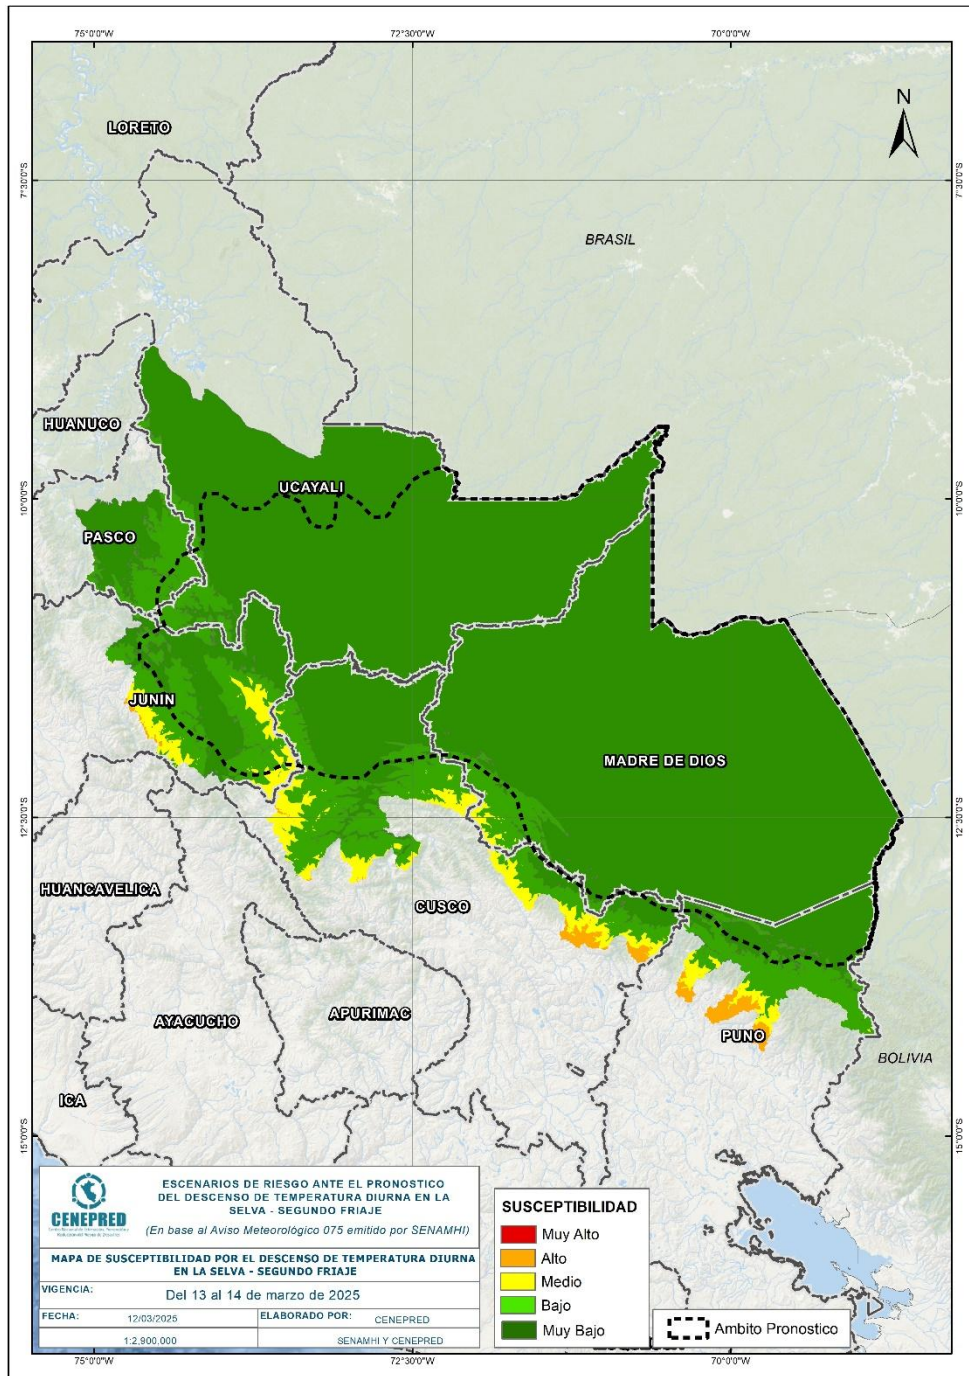 75°0'0"W 72°30'0"W 70°0'0"W
LORETO
N
7°30'0"S 7°30'0"S
BRASIL
HUANUCO
UCAYALI
10°0'0"S 10°0'0"S
PASCO
JUNIN
MADRE DE DIOS
12°30'0"S 12°30'0"S
HUANCAVELICA
CUSCO
AYACUCHO
APURIMAC
PUNO
BOLIVIA
ICA
15°0'0"S 15°0'0"S
CENEPRED
ESCENARIOS DE RIESGO ANTE EL PRONOSTICO
DEL DESCENSO DE TEMPERATURA DIURNA EN LA
SELVA - SEGUNDO FRIAJE
(En base al Aviso Meteorológico 075 emitido por SENAMHI)
MAPA DE SUSCEPTIBILIDAD POR EL DESCENSO DE TEMPERATURA DIURNA
EN LA SELVA - SEGUNDO FRIAJE
VIGENCIA: Del 13 al 14 de marzo de 2025
FECHA: 12/03/2025 ELABORADO POR: CENEPRED
1:2,900,000 SENAMHI Y CENEPRED
SUSCEPTIBILIDAD
Muy Alto
Alto
Medio
Bajo
Muy Bajo
Ambito Pronostico
75°0'0"W 72°30'0"W 70°0'0"W